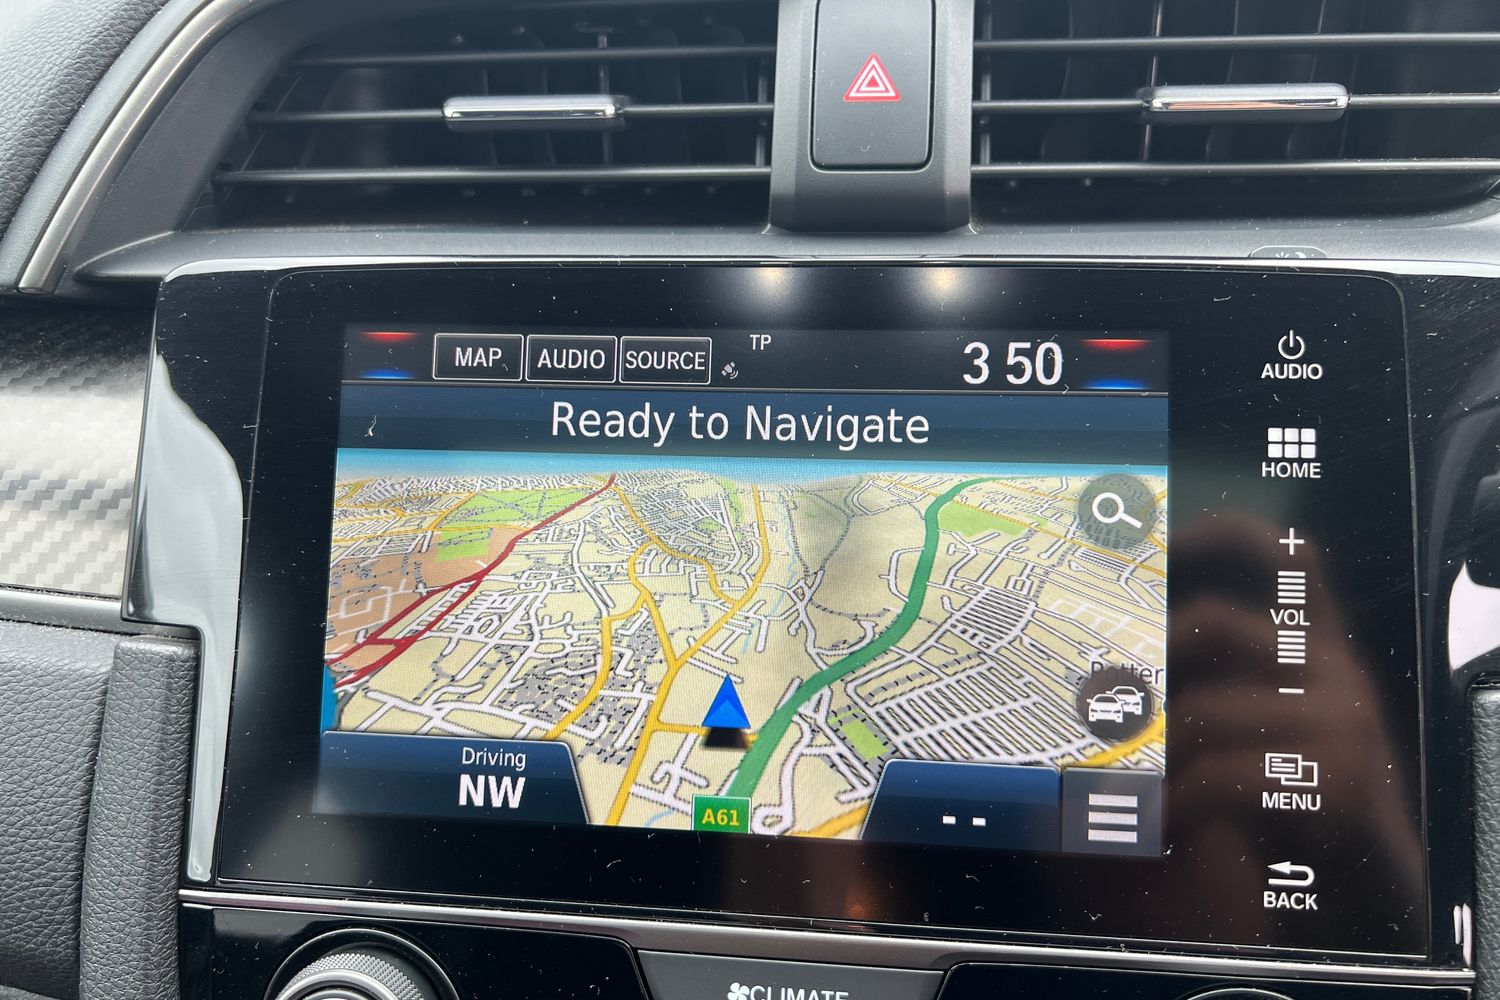 MAP AUDIO SOURCE TP 3 50
Ready to Navigate
Driving
NW
A61
- -
AUDIO
HOME
+
VOL
-
MENU
BACK
CLIMATE